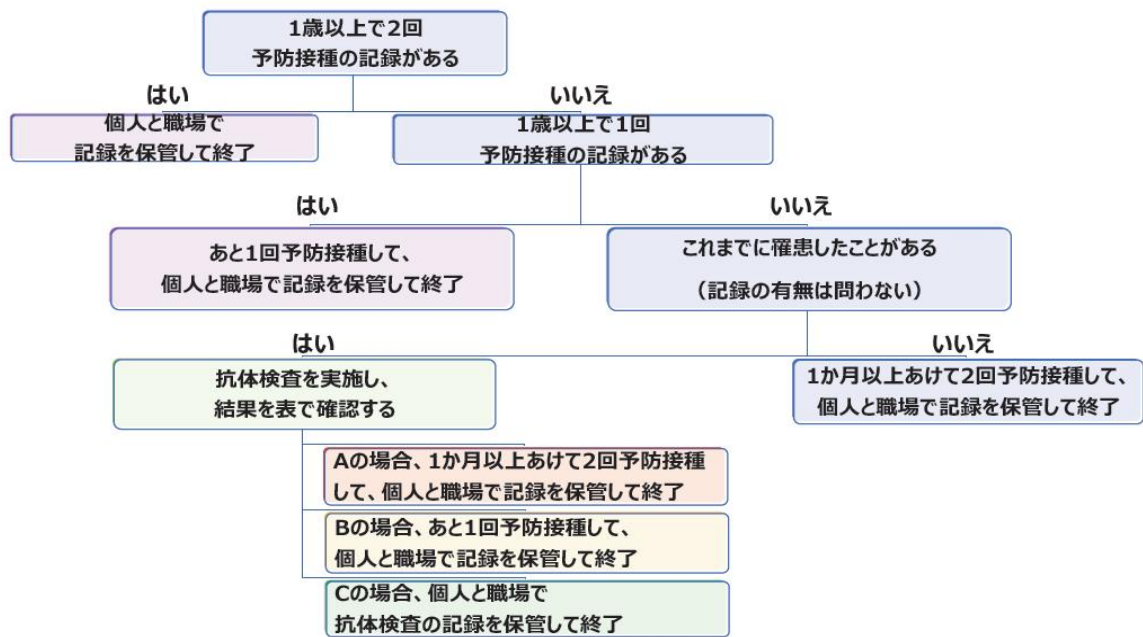 1歳以上で2回
予防接種の記録がある
はい
いいえ
個人と職場で
記録を保管して終了
1歳以上で1回
予防接種の記録がある
はい
いいえ
あと1回予防接種して、
個人と職場で記録を保管して終了
これまでに罹患したことがある
（記録の有無は問わない）
はい
いいえ
抗体検査を実施し、
結果を表で確認する
1か月以上あけて2回予防接種して、
個人と職場で記録を保管して終了
Aの場合、1か月以上あけて2回予防接種
して、個人と職場で記録を保管して終了
Bの場合、あと1回予防接種して、
個人と職場で記録を保管して終了
Cの場合、個人と職場で
抗体検査の記録を保管して終了